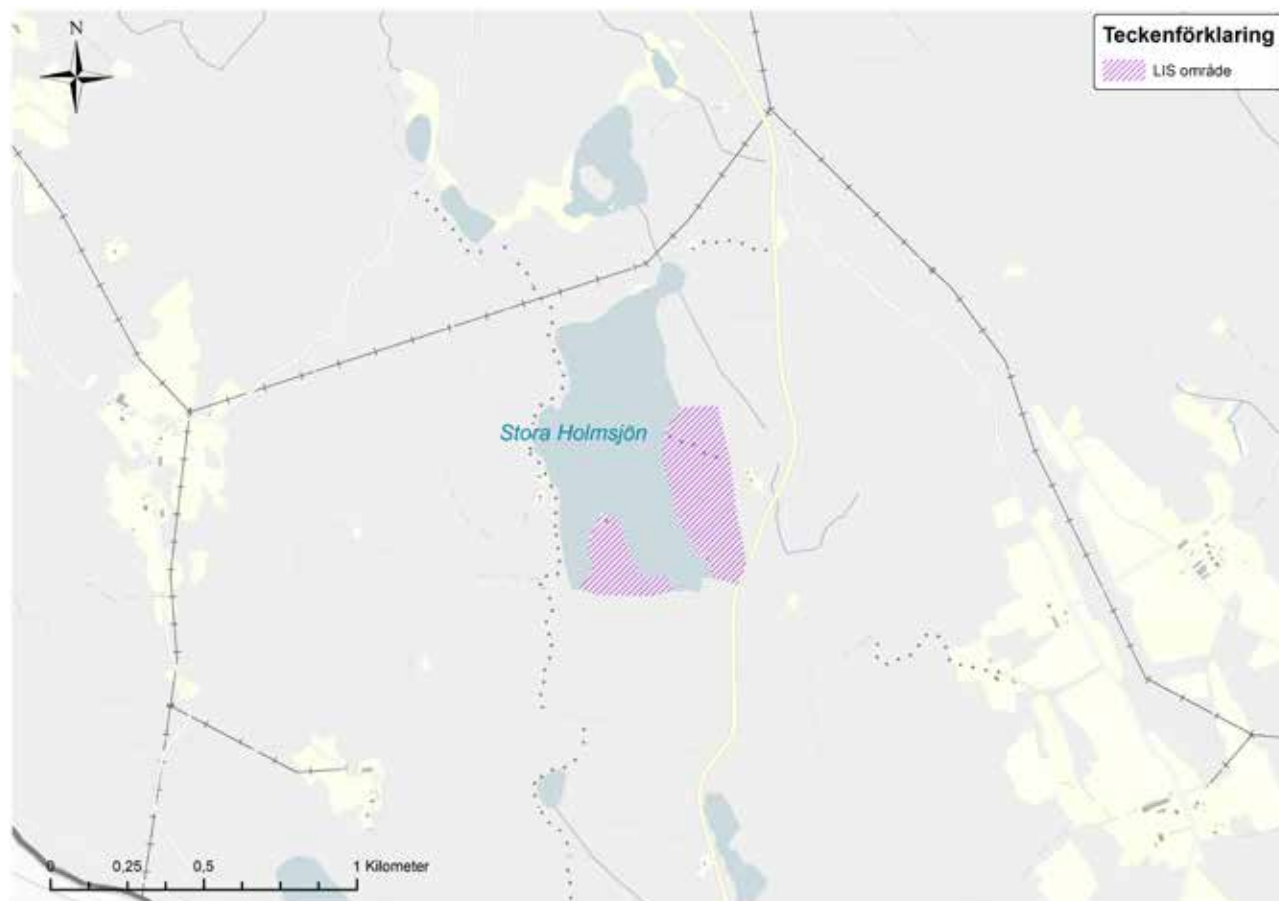 N
Teckenförklaring
LIS område
Stora Holmsjön
0 0,25 0,5 1 Kilometer